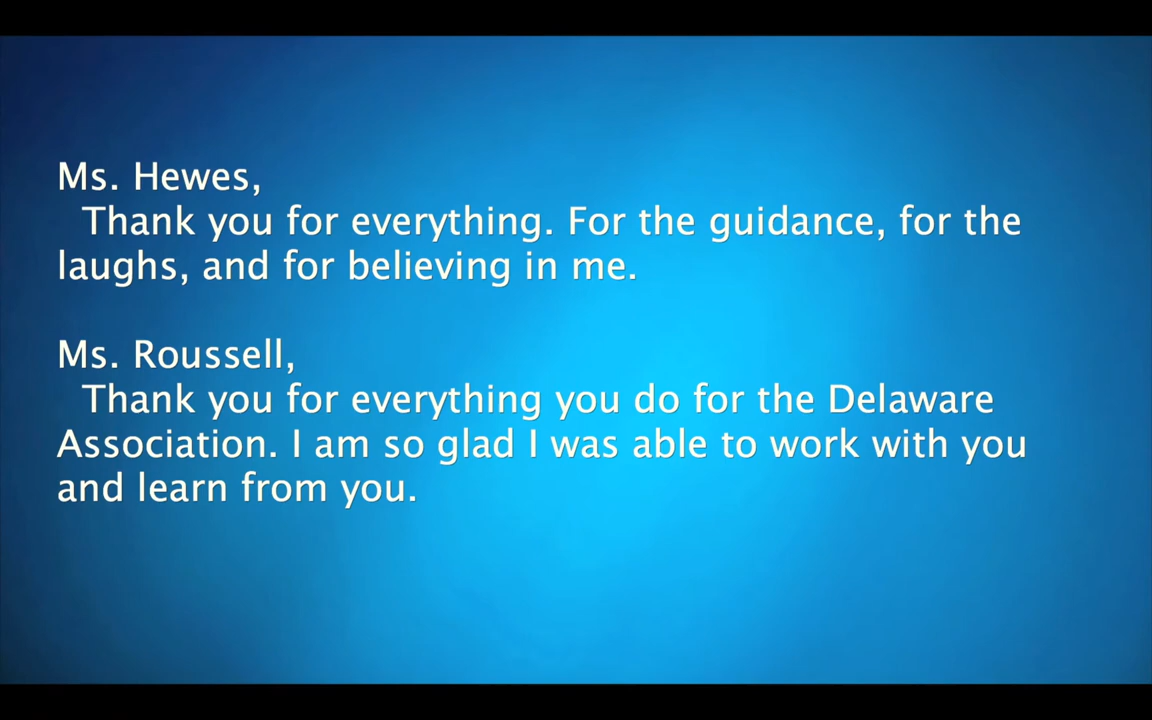 Ms. Hewes,
Thank you for everything. For the guidance, for the
laughs, and for believing in me.
Ms. Roussell,
Thank you for everything you do for the Delaware
Association. I am so glad I was able to work with you
and learn from you.